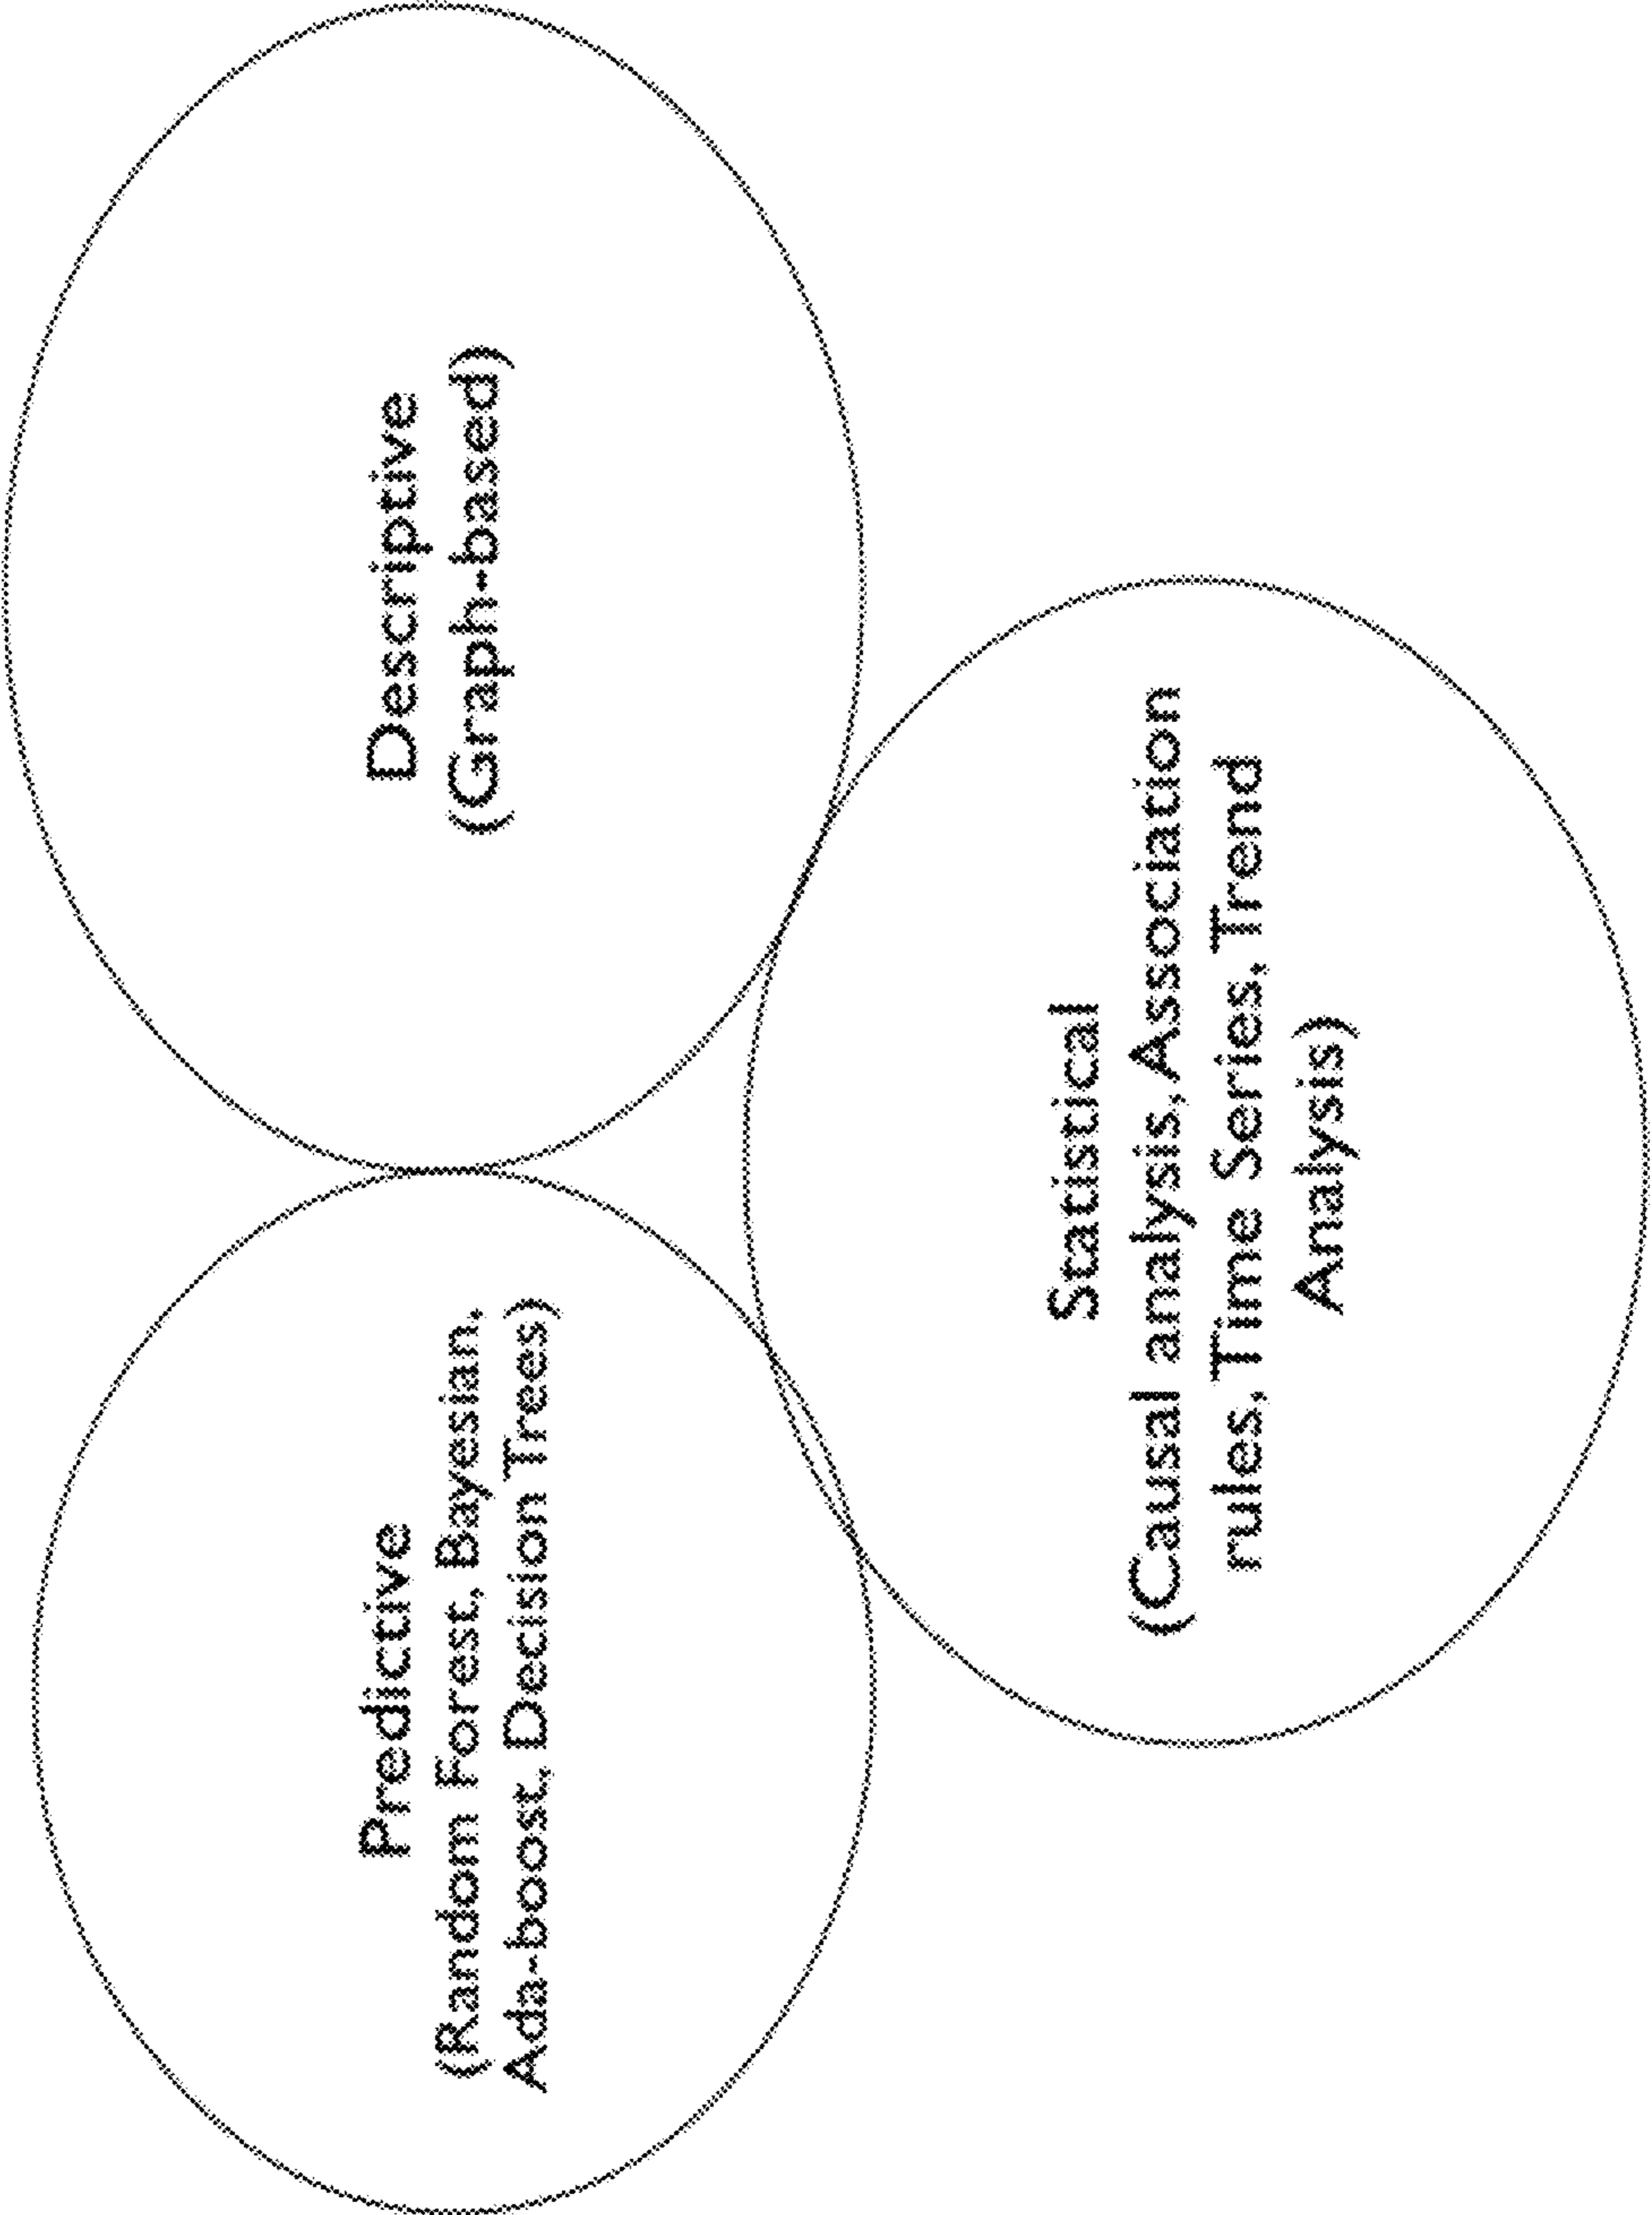 Predictive
(Random Forest, Bayesian,
Ada-boost, Decision Trees)
Descriptive
(Graph-based)
Statistical
(Causal analysis, Association
rules, Time Series, Trend
Analysis)